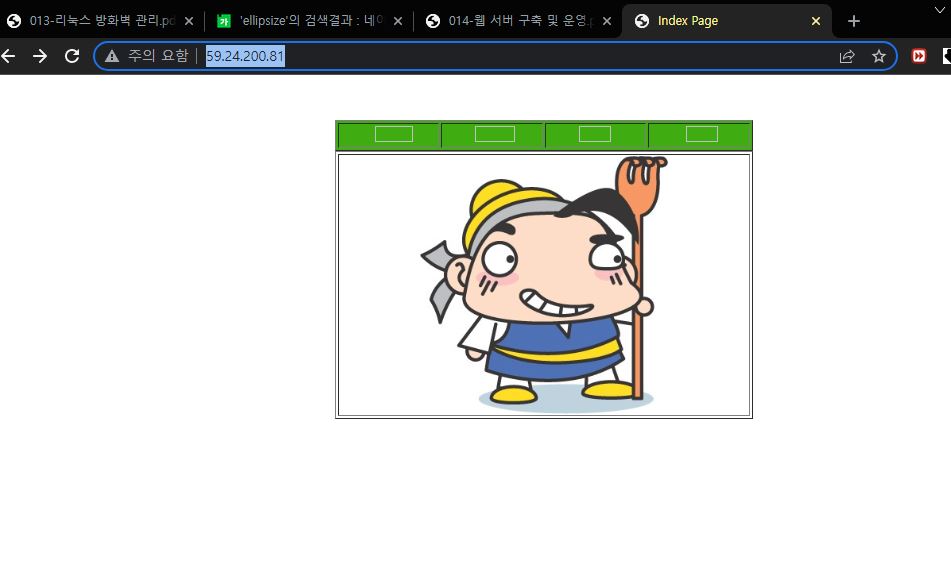 013-리눅스 방화벽 관리.pd
'ellipsize'의 검색결과 : 네이
014-웹 서버 구축 및 운영.p
Index Page
주의 요함
59.24.200.81